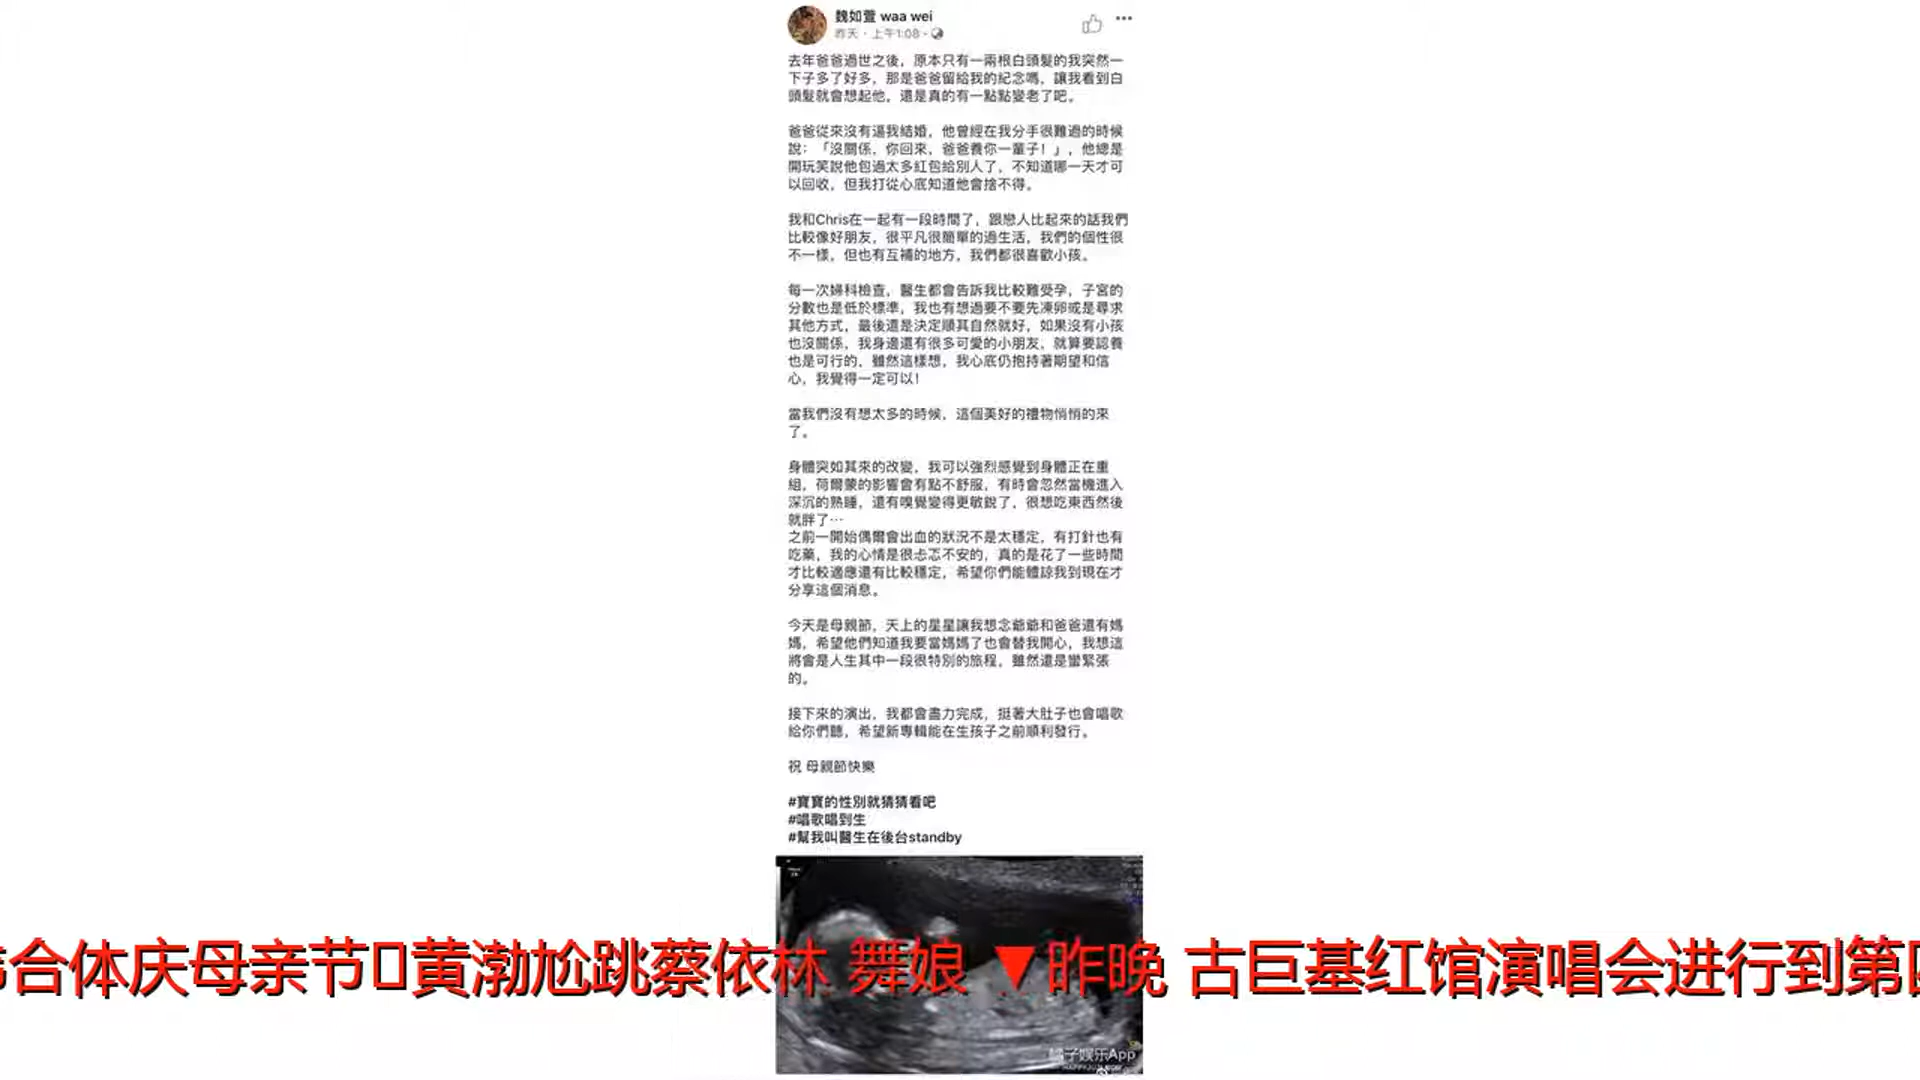 魏如萱 waa wei
昨天・上午1:08・
去年爸爸過世之後，原本只有一兩根白頭髮的我突然一
下子多了好多，那是爸爸留給我的紀念嗎，讓我看到白
頭髮就會想起他，還是真的有一點點變老了吧。
爸爸從來沒有逼我結婚，他曾經在我分手很難過的時候
說：「沒關係，你回來，爸爸養你一輩子！」，他總是
開玩笑說他包過太多紅包給別人了，不知道哪一天才可
以回收，但我打從心底知道他會捨不得。
我和Chris在一起有一段時間了，跟戀人比起來的話我們
比較像好朋友，很平凡很簡單的過生活，我們的個性很
不一樣，但也有互補的地方，我們都很喜歡小孩。
每一次婦科檢查，醫生都會告訴我比較難受孕，子宮的
分數也是低於標準，我也有想過要不要先凍卵或是尋求
其他方式，最後還是決定順其自然就好，如果沒有小孩
也沒關係，我身邊還有很多可愛的小朋友，就算要認養
也是可行的，雖然這樣想，我心底仍抱持著期望和信
心，我覺得一定可以！
當我們沒有想太多的時候，這個美好的禮物悄悄的來
了。
身體突如其來的改變，我可以強烈感覺到身體正在重
組，荷爾蒙的影響會有點不舒服，有時會忽然當機進入
深沉的熟睡，還有嗅覺變得更敏銳了，很想吃東西然後
就胖了⋯
之前一開始偶爾會出血的狀況不是太穩定，有打針也有
吃藥，我的心情是很忐忑不安的，真的是花了一些時間
才比較適應還有比較穩定，希望你們能體諒我到現在才
分享這個消息。
今天是母親節，天上的星星讓我想念爺爺和爸爸還有媽
媽，希望他們知道我要當媽媽了也會替我開心，我想這
將會是人生其中一段很特別的旅程，雖然還是蠻緊張
的。
接下來的演出，我都會盡力完成，挺著大肚子也會唱歌
給你們聽，希望新專輯能在生孩子之前順利發行。
祝 母親節快樂
#寶寶的性別就猜猜看吧
#唱歌唱到生
#幫我叫醫生在後台standby
合体庆母亲节 黄渤尬跳蔡依林 舞娘 ▼昨晚 古巨基红馆演唱会进行到第
子娱乐App